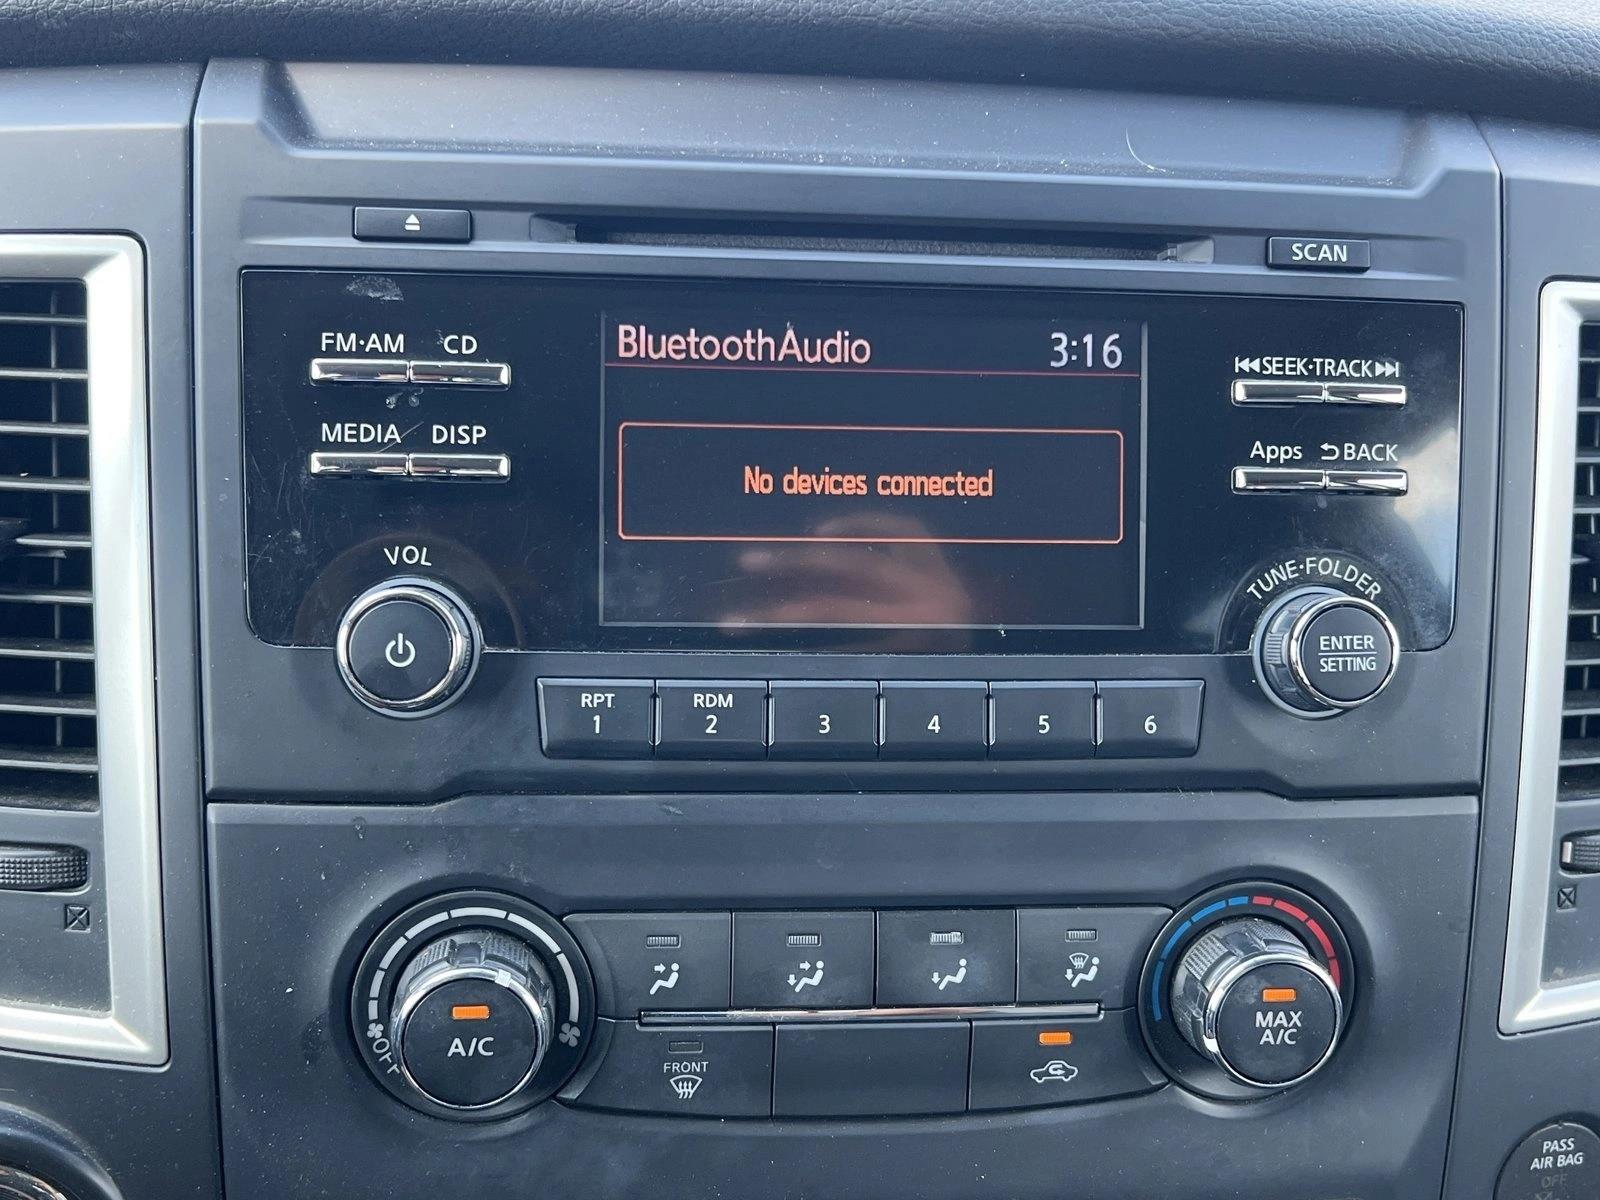 SCAN
FM·AM CD
BluetoothAudio 3:16
SEEK·TRACK
MEDIA DISP
Apps BACK
No devices connected
VOL
TUNE·FOLDER
ENTER
SETTING
RPT RDM
1 2 3 4 5 6
A/C
OFF
MAX
A/C
FRONT
PASS
AIR BAG
OFF